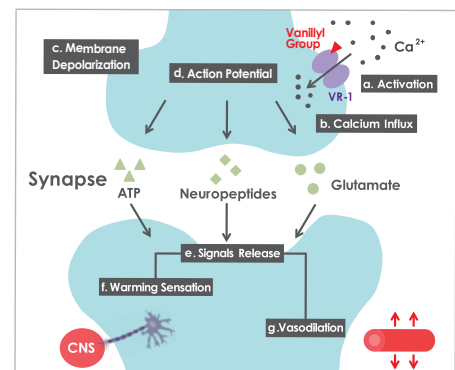 c. Membrane
Depolarization
d. Action Potential
Vanillyl
Group
Ca²⁺
a. Activation
VR-1
b. Calcium Influx
Synapse
ATP
Neuropeptides
Glutamate
e. Signals Release
f. Warming Sensation
g.Vasodilation
CNS